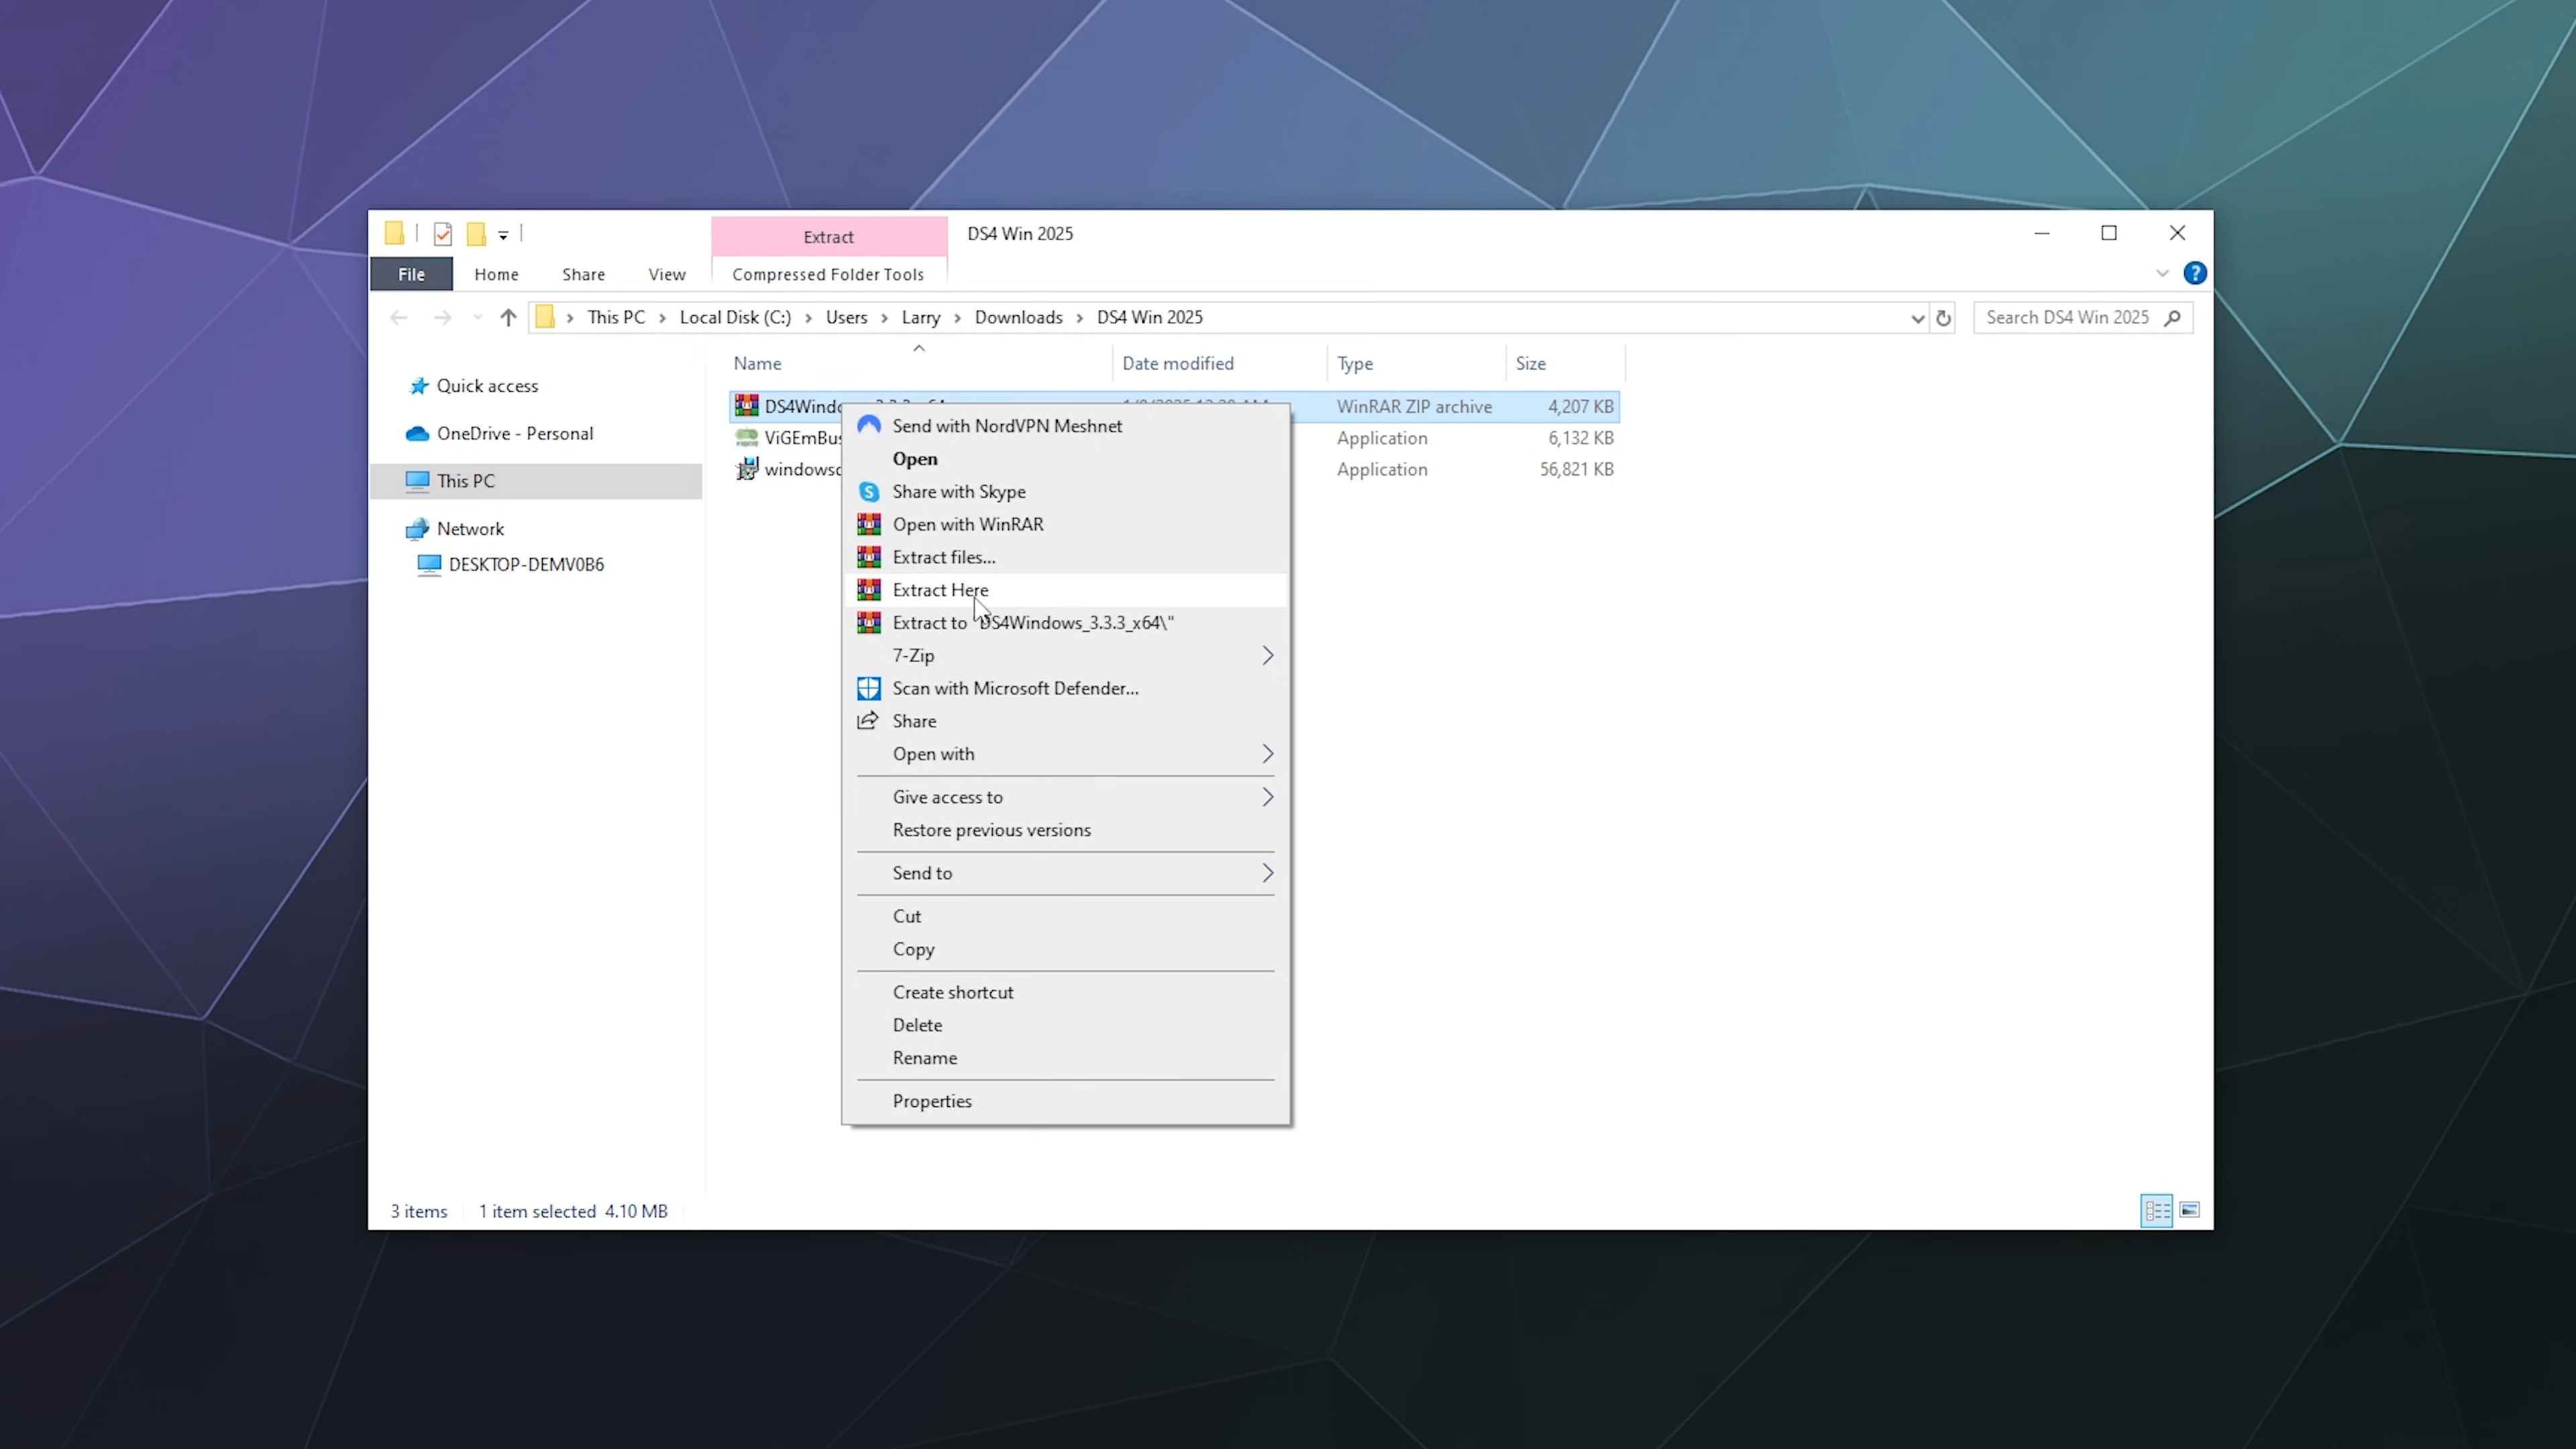 Extract
DS4 Win 2025
File Home Share View Compressed Folder Tools
This PC Local Disk (C:) Users Larry Downloads DS4 Win 2025
Search DS4 Win 2025
Quick access
OneDrive - Personal
This PC
Network
DESKTOP-DEMV0B6
Name Date modified Type Size
WinRAR ZIP archive 4,207 KB
ViGEmBus Application 6,132 KB
Application 56,821 KB
Send with NordVPN Meshnet
Open
Share with Skype
Open with WinRAR
Extract files...
Extract Here
Extract to "DS4Windows_3.3.3_x64\"
7-Zip
Scan with Microsoft Defender...
Share
Open with
Give access to
Restore previous versions
Send to
Cut
Copy
Create shortcut
Delete
Rename
Properties
3 items 1 item selected 4.10 MB